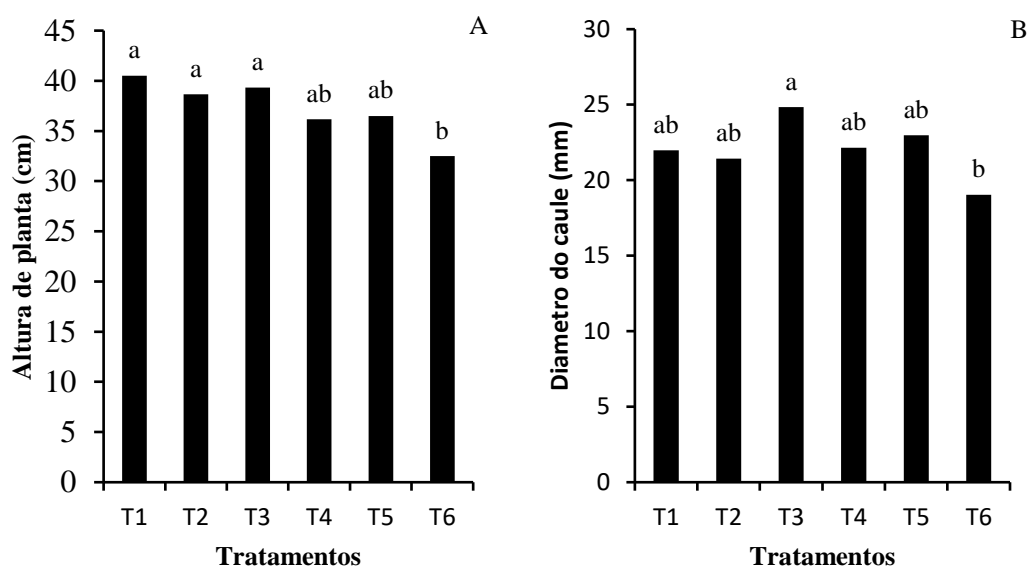 A
Altura de planta (cm)
45
40
35
30
25
20
15
10
5
0
a
a
a
ab
ab
b
T1 T2 T3 T4 T5 T6
Tratamentos
B
Diametro do caule (mm)
30
25
20
15
10
5
0
ab
ab
a
ab
ab
b
T1 T2 T3 T4 T5 T6
Tratamentos